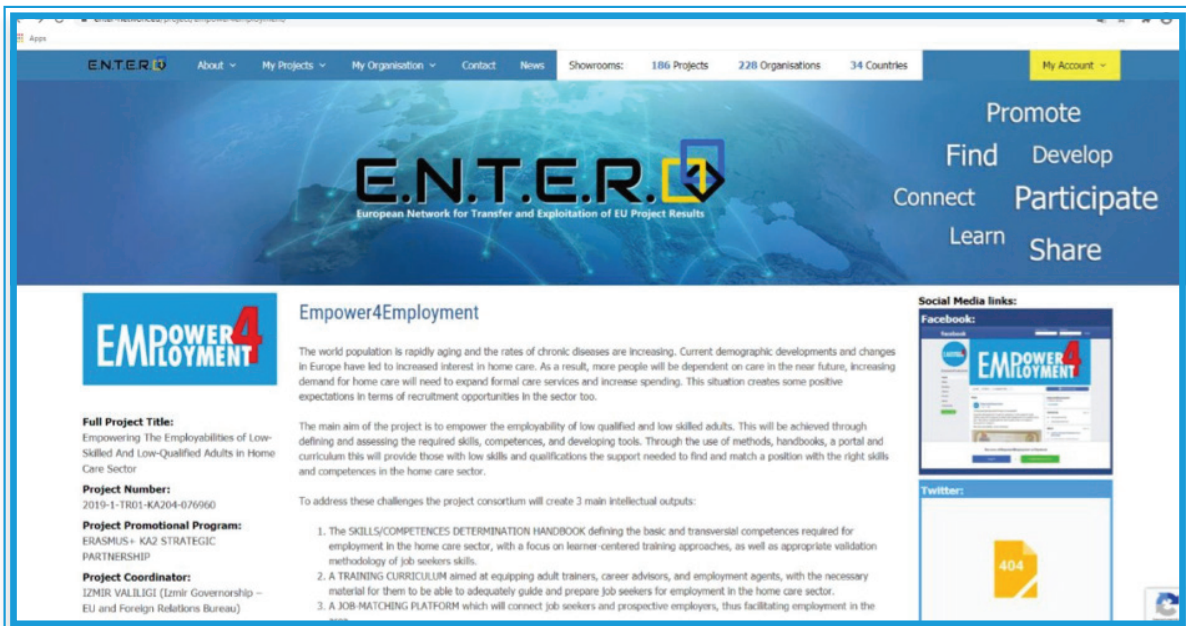 Apps
E.N.T.E.R.
About
My Projects
My Organisation
Contact
News
Showrooms:
186 Projects
228 Organisations
34 Countries
My Account
E.N.T.E.R.
European Network for Transfer and Exploitation of EU Project Results
Promote
Find Develop
Connect Participate
Learn Share
EMPOWER4
EMPLOYMENT
Full Project Title:
Empowering The Employabilities of Low-
Skilled And Low-Qualified Adults in Home
Care Sector
Project Number:
2019-1-TR01-KA204-076960
Project Promotional Program:
ERASMUS+ KA2 STRATEGIC
PARTNERSHIP
Project Coordinator:
IZMIR VALILIGI (Izmir Governorship –
EU and Foreign Relations Bureau)
Empower4Employment
The world population is rapidly aging and the rates of chronic diseases are increasing. Current demographic developments and changes
in Europe have led to increased interest in home care. As a result, more people will be dependent on care in the near future, increasing
demand for home care will need to expand formal care services and increase spending. This situation creates some positive
expectations in terms of recruitment opportunities in the sector too.
The main aim of the project is to empower the employability of low qualified and low skilled adults. This will be achieved through
defining and assessing the required skills, competences, and developing tools. Through the use of methods, handbooks, a portal and
curriculum this will provide those with low skills and qualifications the support needed to find and match a position with the right skills
and competences in the home care sector.
To address these challenges the project consortium will create 3 main intellectual outputs:
1. The SKILLS/COMPETENCES DETERMINATION HANDBOOK defining the basic and transversial competences required for
employment in the home care sector, with a focus on learner-centered training approaches, as well as appropriate validation
methodology of job seekers skills.
2. A TRAINING CURRICULUM aimed at equipping adult trainers, career advisors, and employment agents, with the necessary
material for them to be able to adequately guide and prepare job seekers for employment in the home care sector.
3. A JOB-MATCHING PLATFORM which will connect job seekers and prospective employers, thus facilitating employment in the
Social Media links:
Facebook:
facebook
EMPOWER4
EMPLOYMENT
Twitter:
404